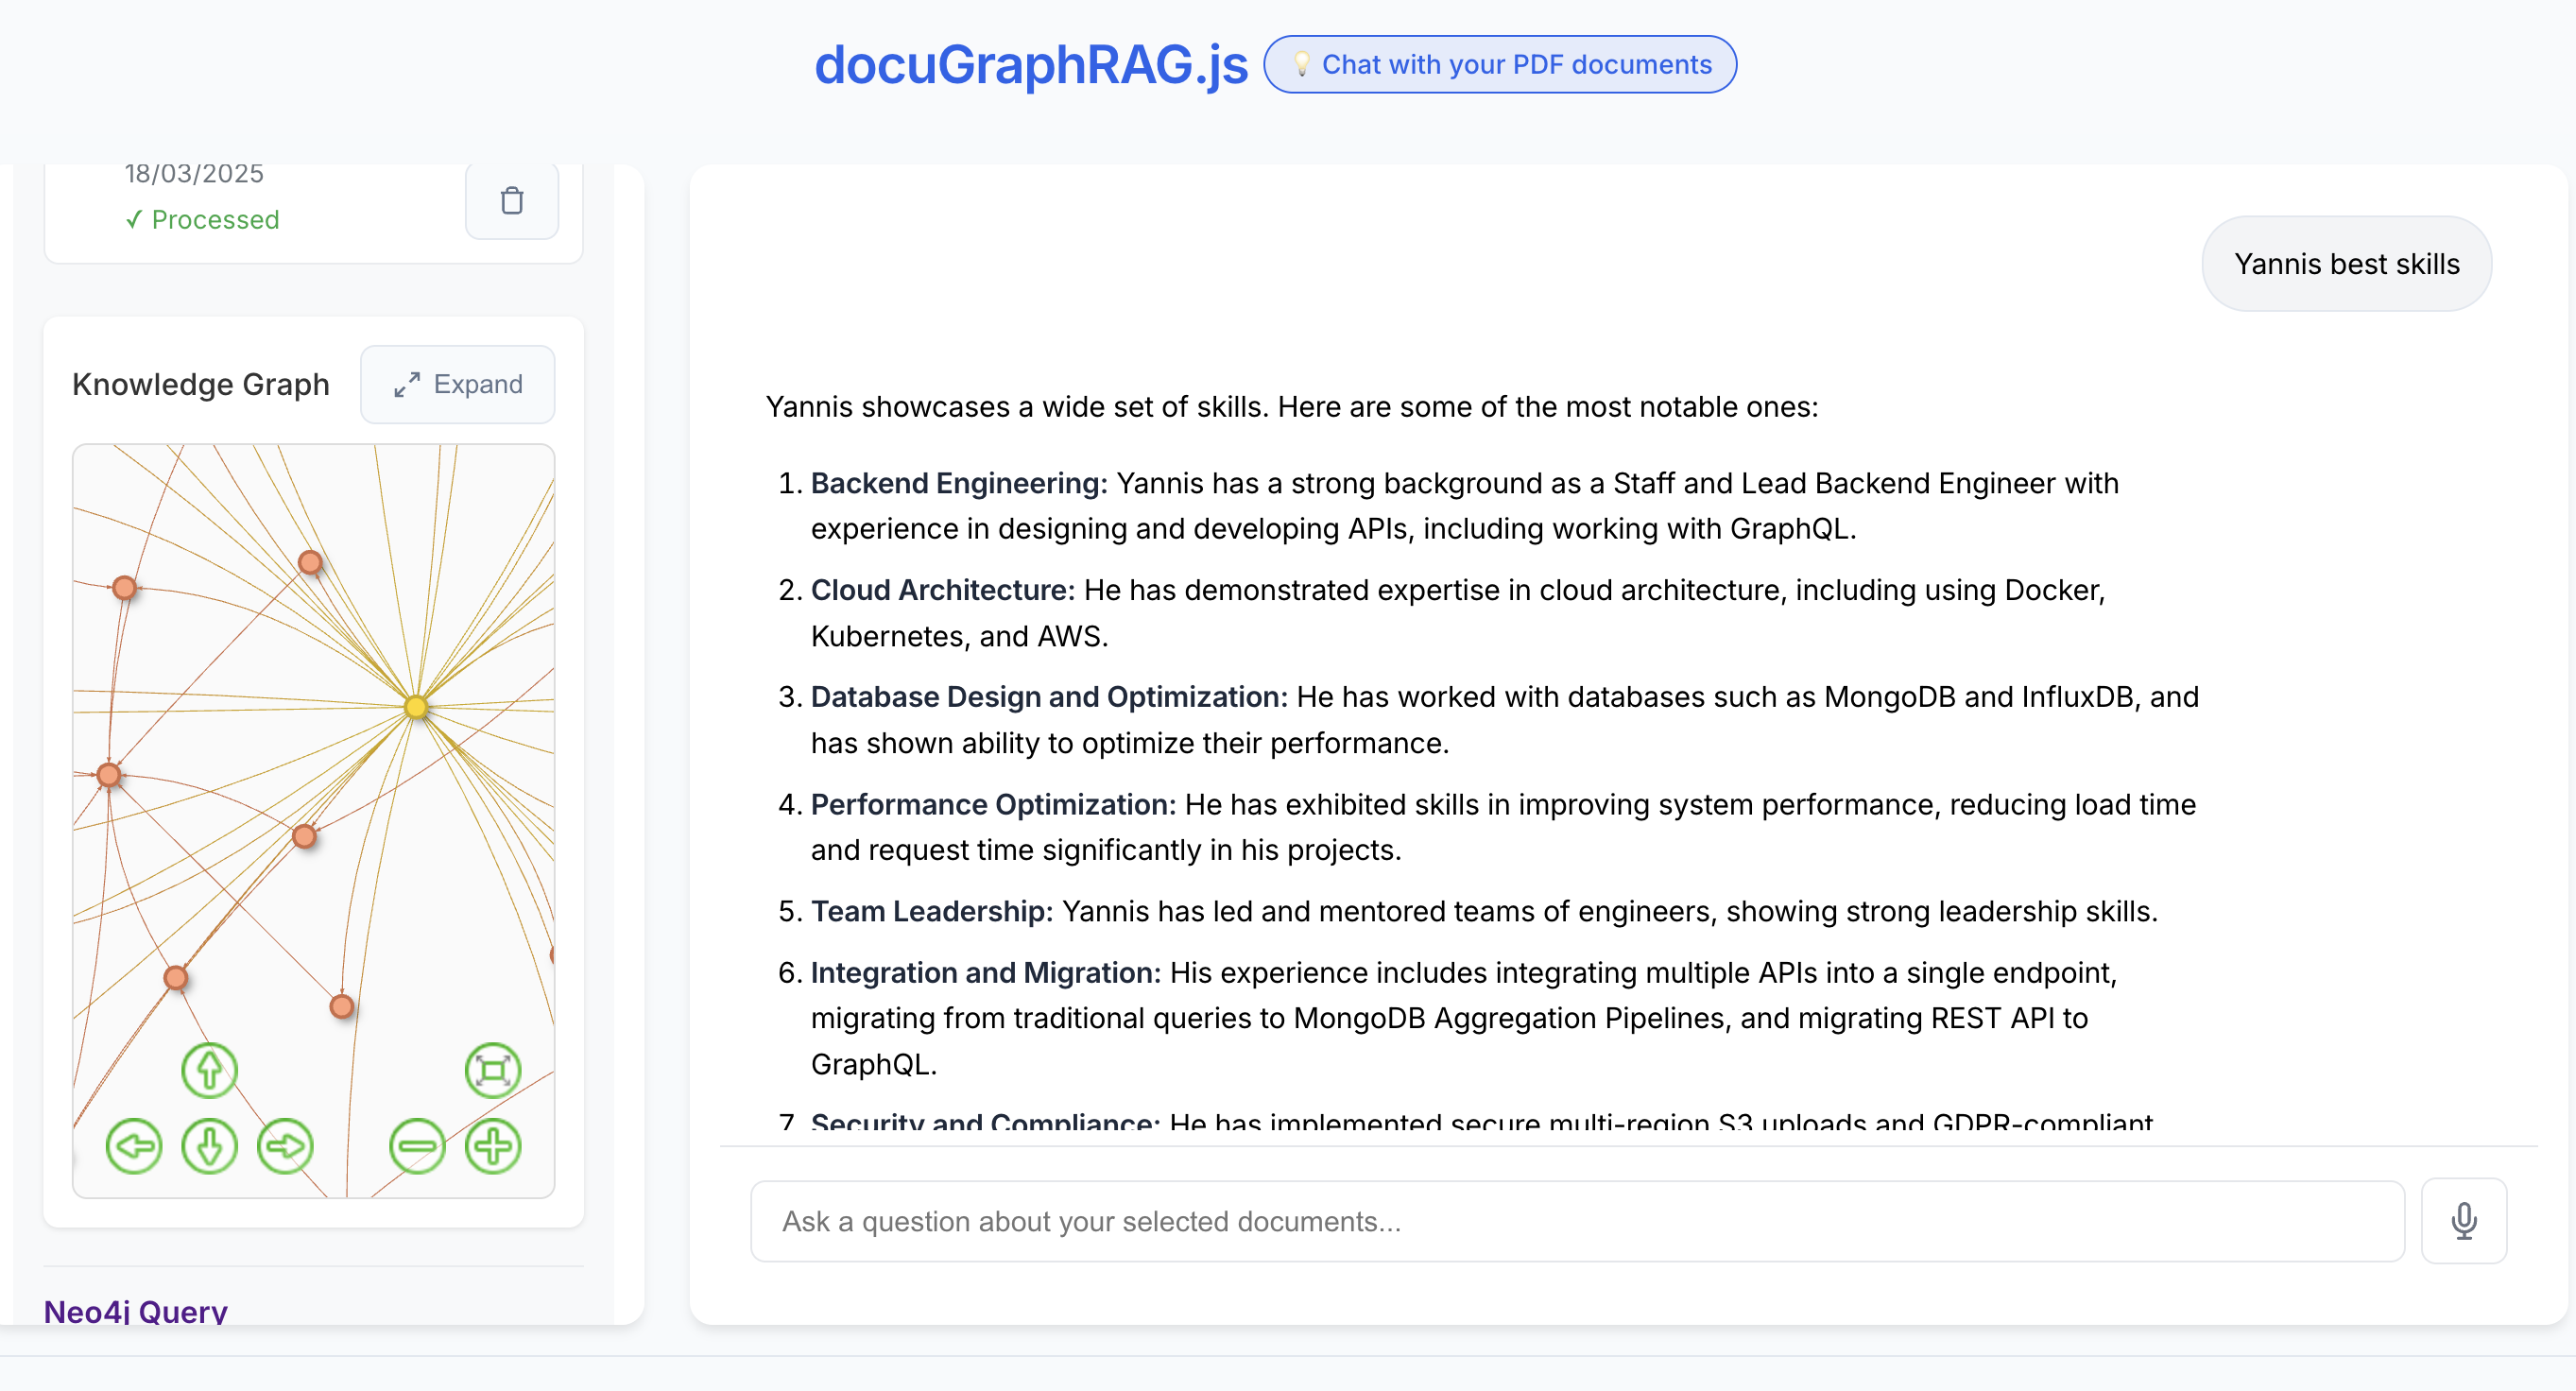 docuGraphRAG.js
💡 Chat with your PDF documents
18/03/2025
✓ Processed
Knowledge Graph
Expand
Neo4j Query
Yannis best skills
Yannis showcases a wide set of skills. Here are some of the most notable ones:
1. Backend Engineering: Yannis has a strong background as a Staff and Lead Backend Engineer with
experience in designing and developing APIs, including working with GraphQL.
2. Cloud Architecture: He has demonstrated expertise in cloud architecture, including using Docker,
Kubernetes, and AWS.
3. Database Design and Optimization: He has worked with databases such as MongoDB and InfluxDB, and
has shown ability to optimize their performance.
4. Performance Optimization: He has exhibited skills in improving system performance, reducing load time
and request time significantly in his projects.
5. Team Leadership: Yannis has led and mentored teams of engineers, showing strong leadership skills.
6. Integration and Migration: His experience includes integrating multiple APIs into a single endpoint,
migrating from traditional queries to MongoDB Aggregation Pipelines, and migrating REST API to
GraphQL.
7. Security and Compliance: He has implemented secure multi-region S3 uploads and GDPR-compliant
Ask a question about your selected documents...